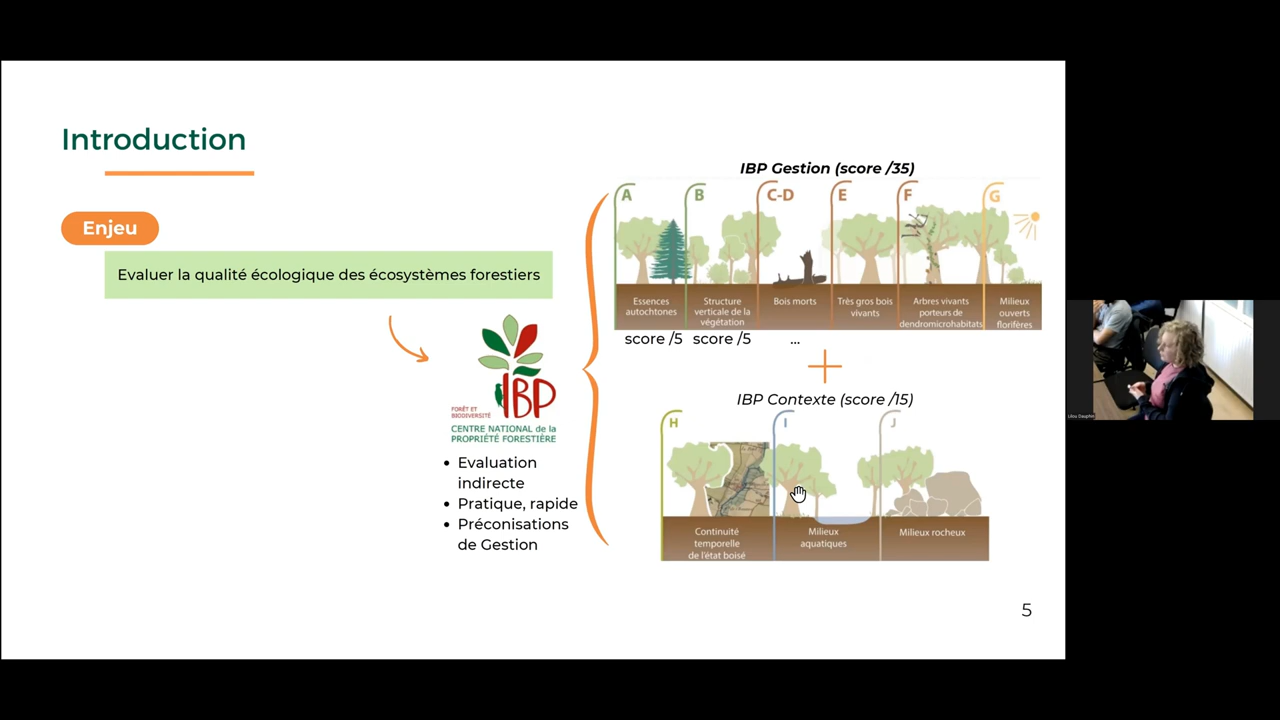 Introduction
Enjeu
Evaluer la qualité écologique des écosystèmes forestiers
IBP
FORÊT ET
BIODIVERSITÉ
CENTRE NATIONAL de la
PROPRIÉTÉ FORESTIÈRE
• Evaluation
indirecte
• Pratique, rapide
• Préconisations
de Gestion
IBP Gestion (score /35)
A B C-D E F G
Essences
autochtones
Structure
verticale de la
végétation
Bois morts
Très gros bois
vivants
Arbres vivants
porteurs de
dendromicrohabitats
Milieux
ouverts
florifères
score /5 score /5 ...
+
IBP Contexte (score /15)
H I J
Continuité
temporelle
de l'état boisé
Milieux
aquatiques
Milieux rocheux
5
Lilou Dauphin